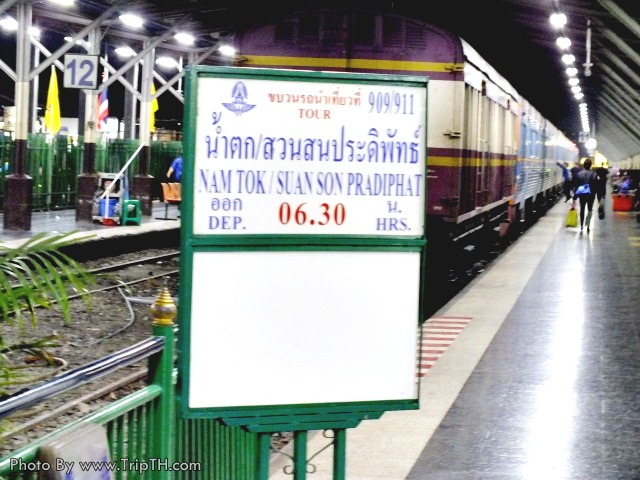 12
ขบวนรถนำเที่ยวที่ 909/911
TOUR
น้ำตก/สวนสนประดิพัทธ์
NAM TOK / SUAN SON PRADIPHAT
ออก 06.30 น.
DEP. HRS.
Photo By www.TripTH.com